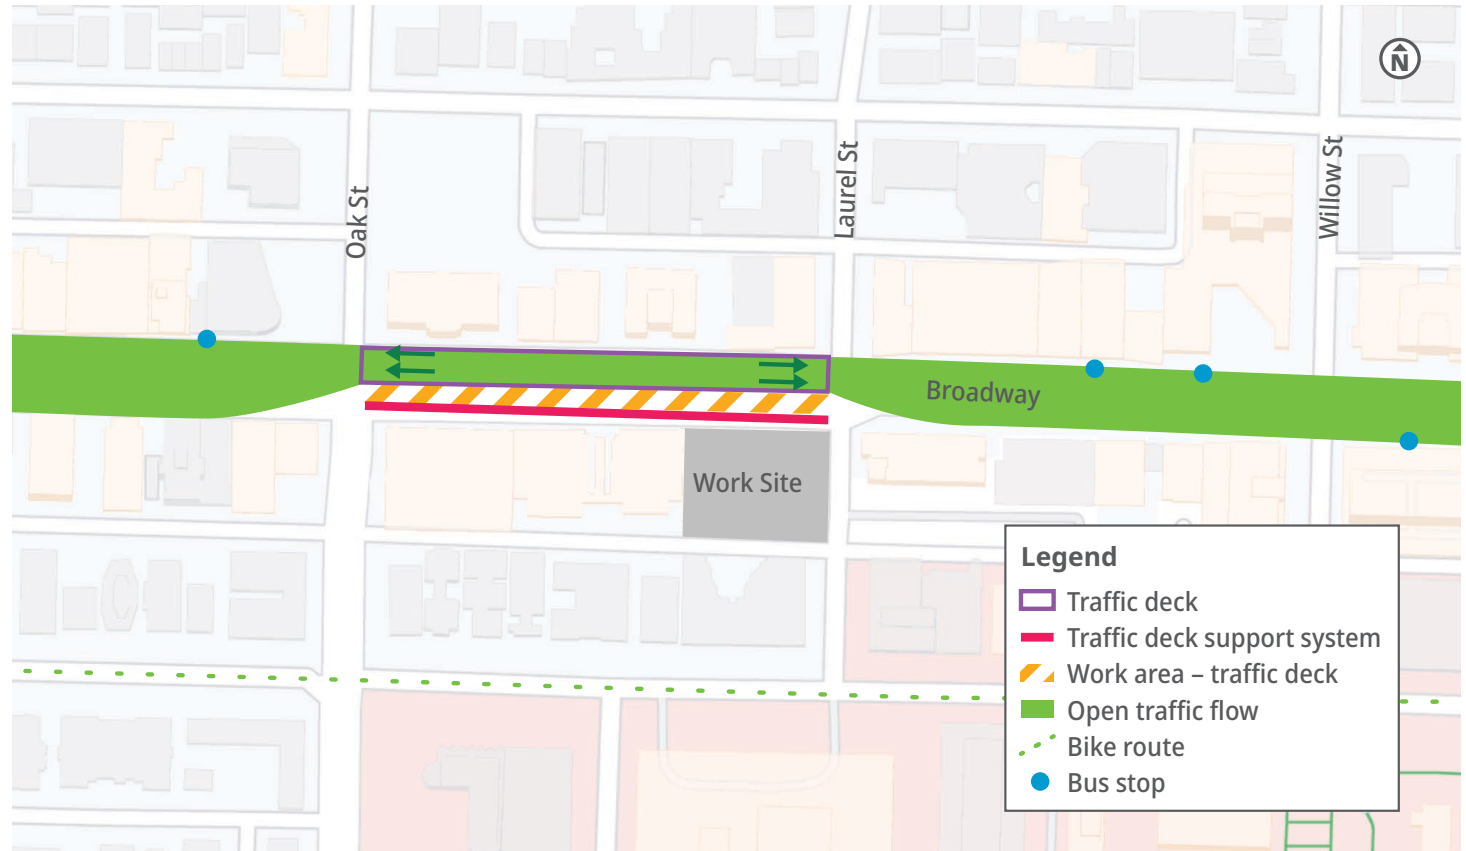 N
Oak St
Laurel St
Willow St
Broadway
Work Site
Legend
Traffic deck
Traffic deck support system
Work area – traffic deck
Open traffic flow
Bike route
Bus stop